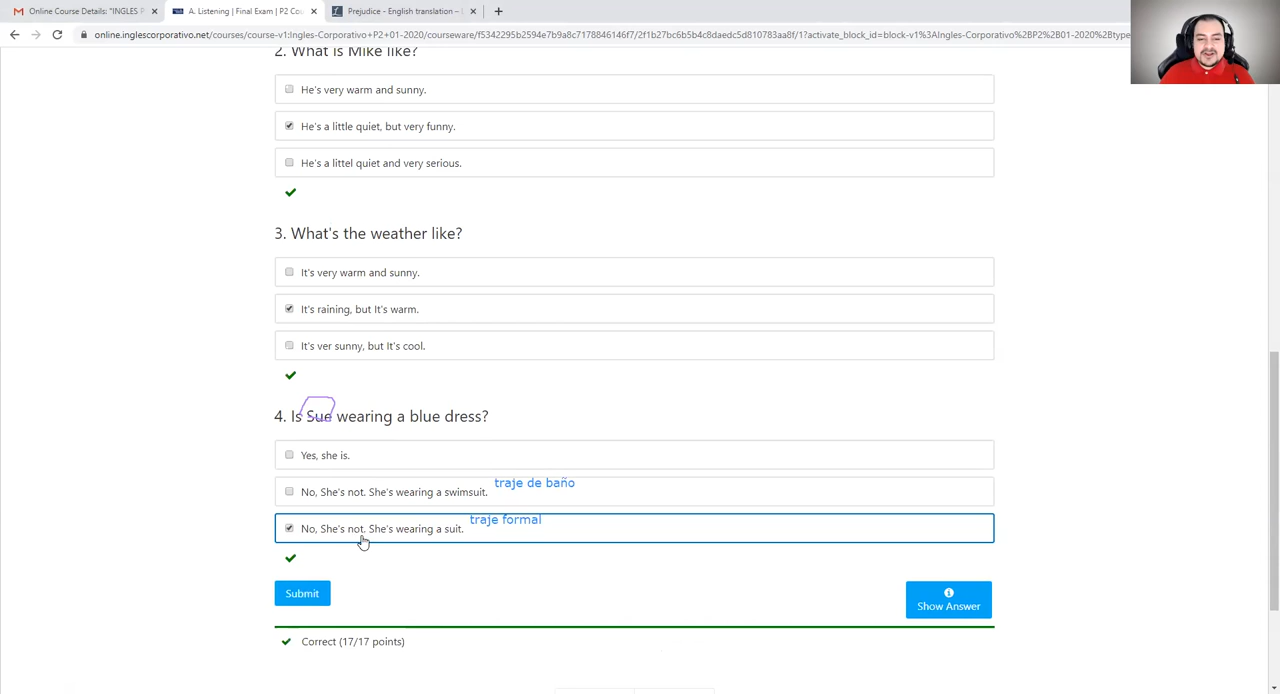 Online Course Details: "INGLES P
A. Listening | Final Exam | P2 Cou
Prejudice - English translation –
online.inglescorporativo.net/courses/course-v1:Ingles-Corporativo+P2+01-2020/courseware/f5342295b5294e7b9a8c7178846146f7/2f1b27bc6b5b4c8daedc5d810783aa8f/1?activate_block_id=block-v1%3AIngles-Corporativo%2BP2%2B01-2020%2Btype
2. What is Mike like?
He's very warm and sunny.
He's a little quiet, but very funny.
He's a littel quiet and very serious.
3. What's the weather like?
It's very warm and sunny.
It's raining, but It's warm.
It's ver sunny, but It's cool.
4. Is Sue wearing a blue dress?
Yes, she is.
No, She's not. She's wearing a swimsuit. traje de baño
No, She's not. She's wearing a suit. traje formal
Submit
Show Answer
Correct (17/17 points)